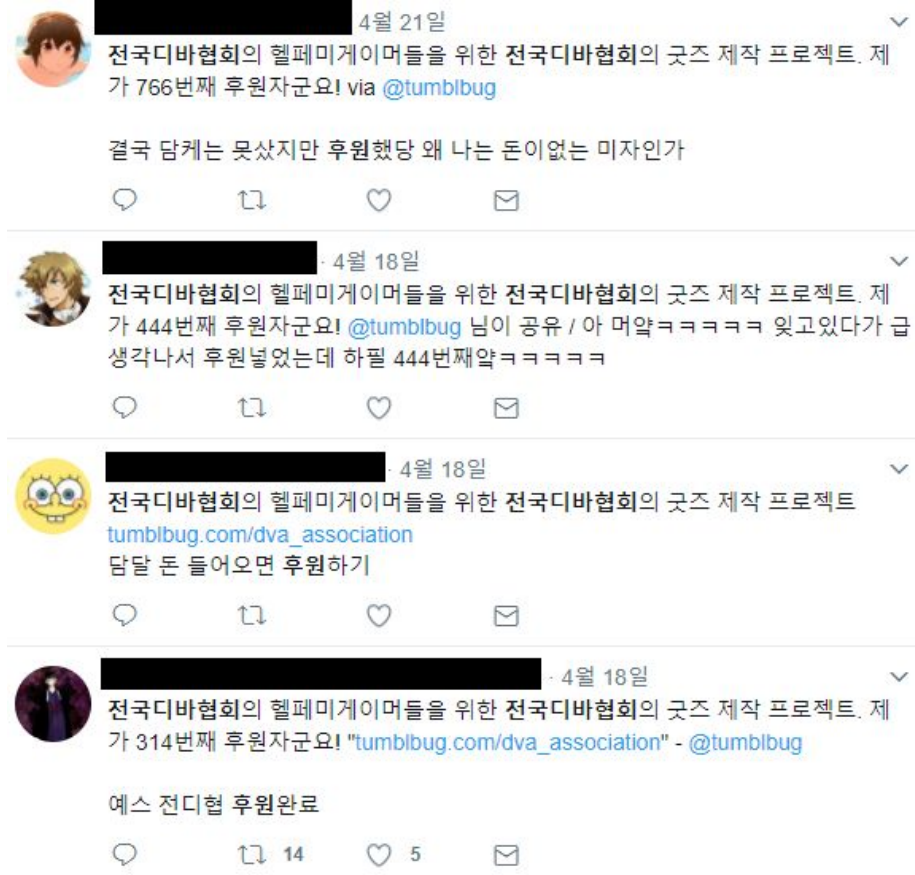 4월 21일
전국디바협회의 헬페미게이머들을 위한 전국디바협회의 굿즈 제작 프로젝트. 제
가 766번째 후원자군요! via @tumblbug
결국 담케는 못샀지만 후원했당 왜 나는 돈이없는 미자인가
· 4월 18일
전국디바협회의 헬페미게이머들을 위한 전국디바협회의 굿즈 제작 프로젝트. 제
가 444번째 후원자군요! @tumblbug 님이 공유 / 아 머얔ㅋㅋㅋㅋㅋ 잊고있다가 급
생각나서 후원넣었는데 하필 444번째얔ㅋㅋㅋㅋㅋ
· 4월 18일
전국디바협회의 헬페미게이머들을 위한 전국디바협회의 굿즈 제작 프로젝트
tumblbug.com/dva_association
담달 돈 들어오면 후원하기
· 4월 18일
전국디바협회의 헬페미게이머들을 위한 전국디바협회의 굿즈 제작 프로젝트. 제
가 314번째 후원자군요! "tumblbug.com/dva_association" - @tumblbug
예스 전디협 후원완료
14 5